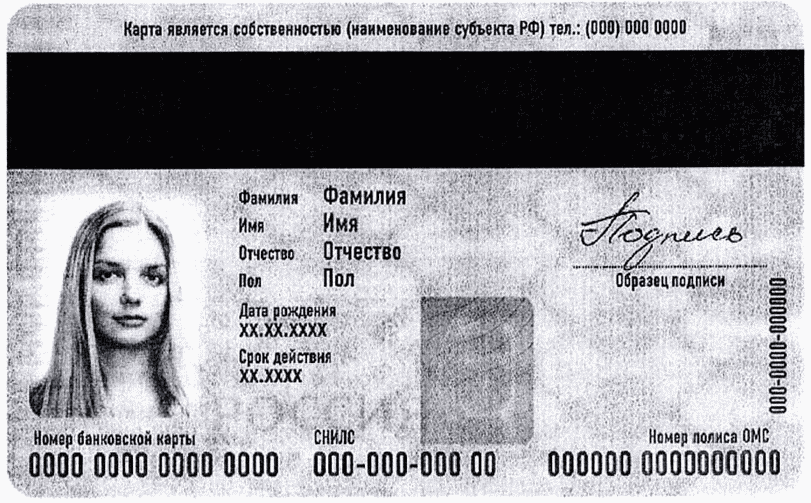 Карта является собственностью (наименование субъекта РФ) тел.: (000) 000 0000
Фамилия Фамилия
Имя Имя
Отчество Отчество
Пол Пол
Дата рождения
XX.XX.XXXX
Срок действия
XX.XXXX
Подпись
Образец подписи
000-0000-000000
РОССИЯ
Номер банковской карты
0000 0000 0000 0000
СНИЛС
000-000-000 00
Номер полиса ОМС
000000 0000000000